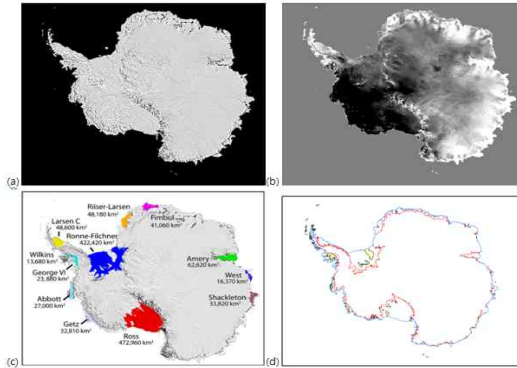 (a)
(b)
Riiser-Larsen
48,180 km²
Larsen C
48,600 km²
Ronne-Filchner
422,420 km²
Fimbul
41,060 km²
Wilkins
13,680 km²
George VI
23,880 km²
Amery
62,620 km²
West
16,370 km²
Abbott
27,000 km²
Shackleton
33,820 km²
Getz
32,810 km²
Ross
472,960 km²
(c)
(d)